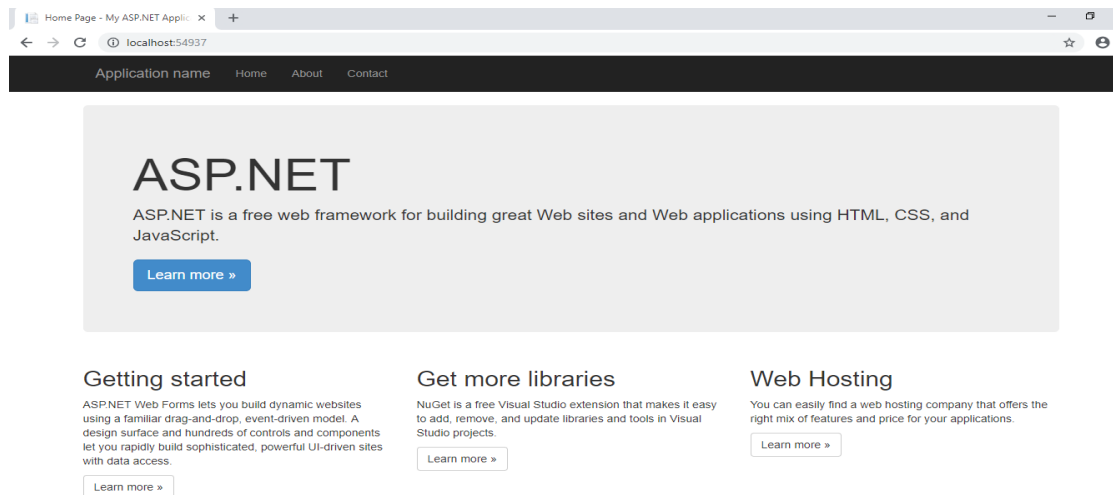 Home Page - My ASP.NET Applic
localhost:54937
Application name Home About Contact
ASP.NET
ASP.NET is a free web framework for building great Web sites and Web applications using HTML, CSS, and
JavaScript.
Learn more »
Getting started
ASP.NET Web Forms lets you build dynamic websites
using a familiar drag-and-drop, event-driven model. A
design surface and hundreds of controls and components
let you rapidly build sophisticated, powerful UI-driven sites
with data access.
Learn more »
Get more libraries
NuGet is a free Visual Studio extension that makes it easy
to add, remove, and update libraries and tools in Visual
Studio projects.
Learn more »
Web Hosting
You can easily find a web hosting company that offers the
right mix of features and price for your applications.
Learn more »